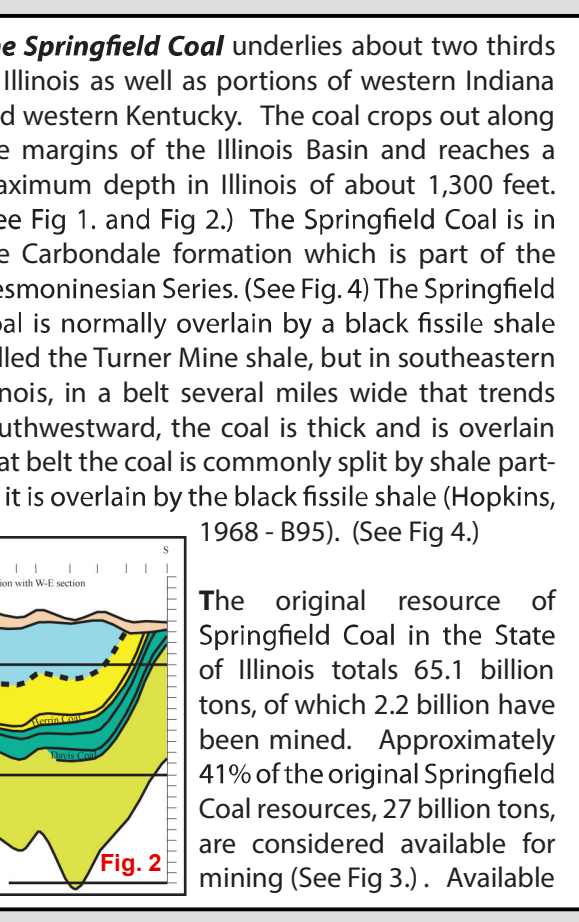 e Springfield Coal underlies about two thirds
Illinois as well as portions of western Indiana
d western Kentucky. The coal crops out along
e margins of the Illinois Basin and reaches a
aximum depth in Illinois of about 1,300 feet.
ee Fig 1. and Fig 2.) The Springfield Coal is in
e Carbondale formation which is part of the
esmoninesian Series. (See Fig. 4) The Springfield
oal is normally overlain by a black fissile shale
lled the Turner Mine shale, but in southeastern
inois, in a belt several miles wide that trends
uthwestward, the coal is thick and is overlain
at belt the coal is commonly split by shale part-
it is overlain by the black fissile shale (Hopkins,
1968 - B95). (See Fig 4.)
S
ion with W-E section
Herrin Coal
Davis Coal
Fig. 2
The original resource of
Springfield Coal in the State
of Illinois totals 65.1 billion
tons, of which 2.2 billion have
been mined. Approximately
41% of the original Springfield
Coal resources, 27 billion tons,
are considered available for
mining (See Fig 3.) . Available